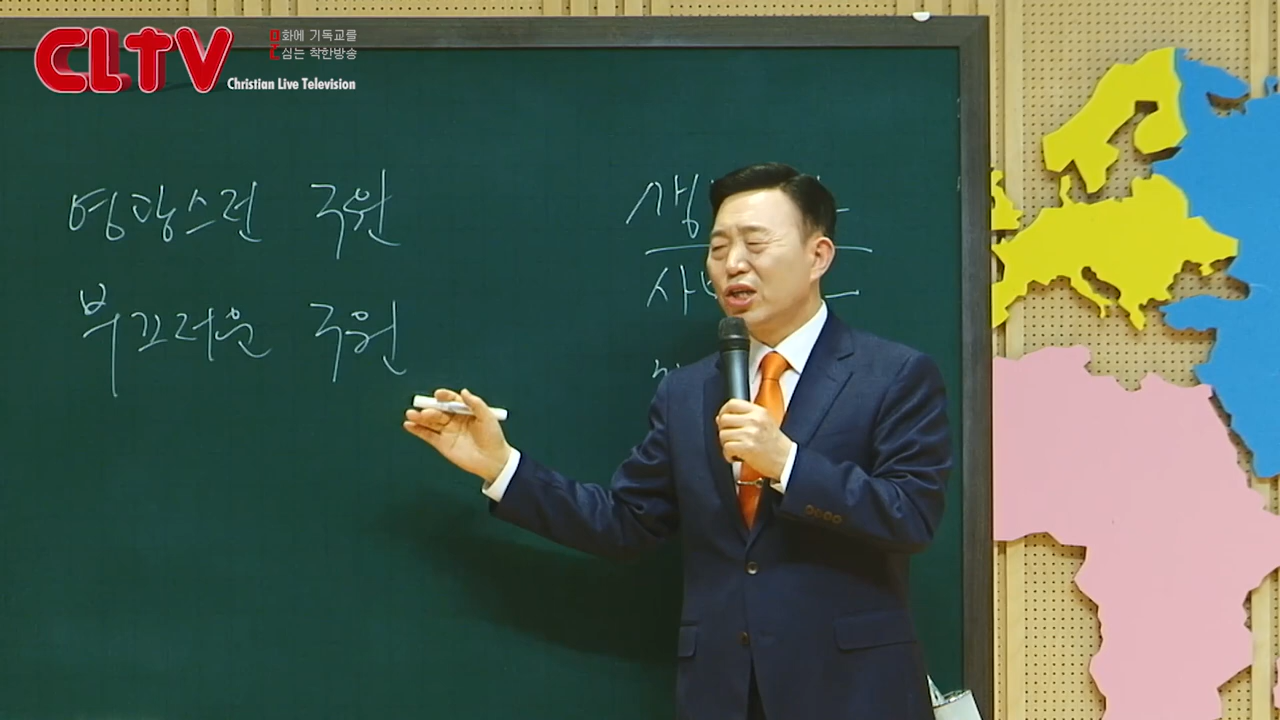 CLTV
문화에 기독교를
심는 착한방송
Christian Live Television
영광스런 구원
부끄러운 구원